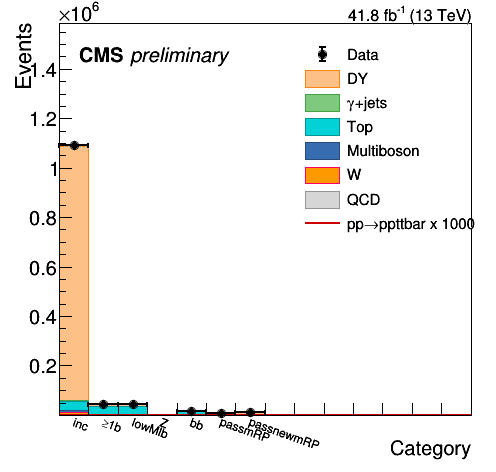 ×10⁶
41.8 fb⁻¹ (13 TeV)
Events
CMS preliminary
Data
DY
γ+jets
Top
Multiboson
W
QCD
pp→ppttbar x 1000
1.4
1.2
1
0.8
0.6
0.4
0.2
inc
≥1b
lowMib
Z
bb
passmRP
passnewmRP
Category